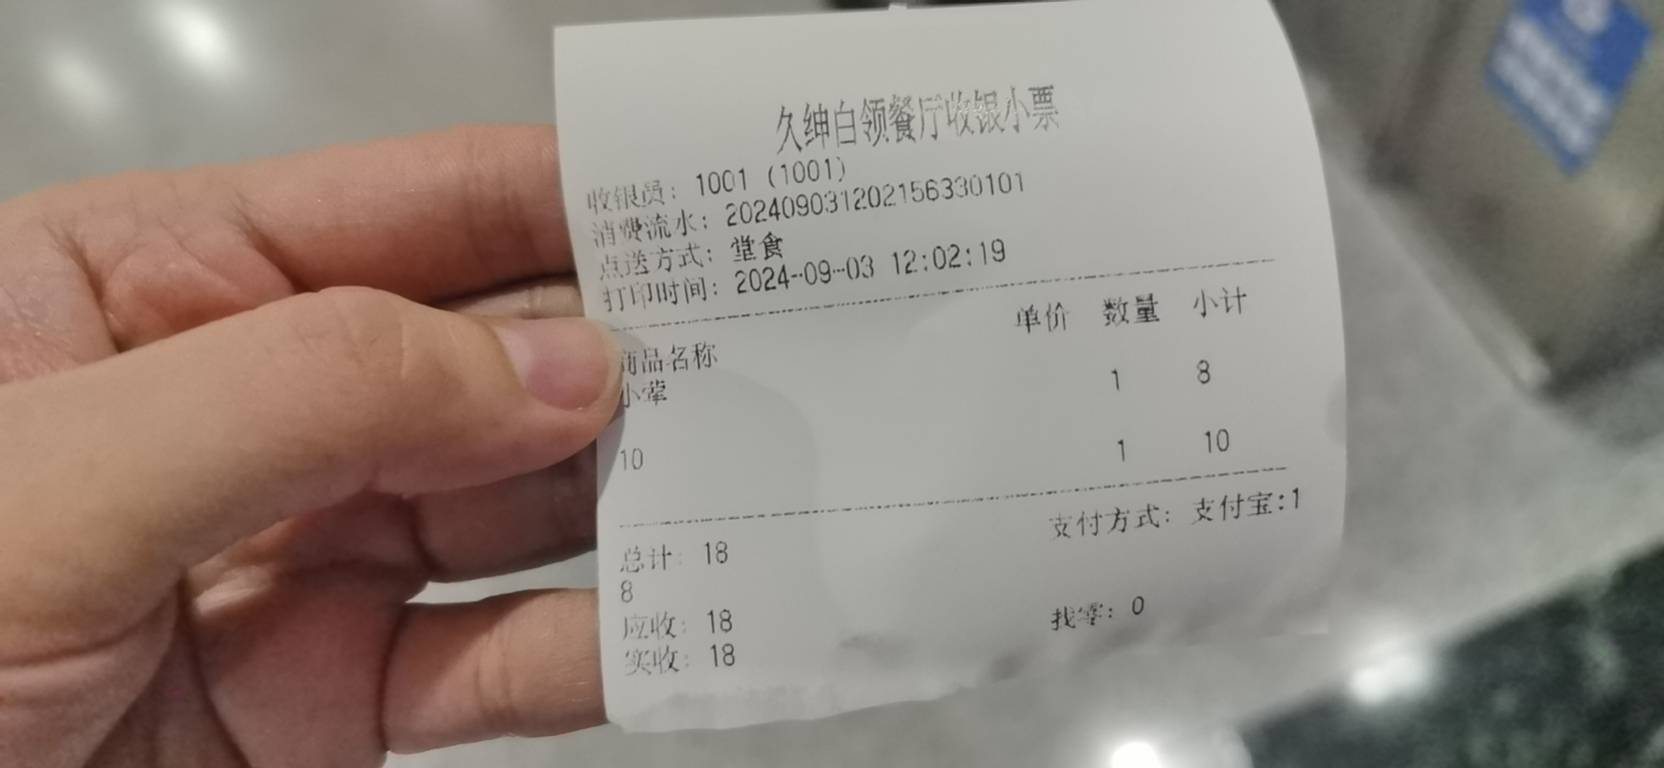 久绅白领餐厅收银小票
收银员: 1001 (1001)
消费流水: 202409031202156330101
点送方式: 堂食
打印时间: 2024-09-03 12:02:19
商品名称 单价 数量 小计
小荤 1 8
10 1 10
总计: 18 支付方式: 支付宝:1
8
应收: 18 找零: 0
实收: 18